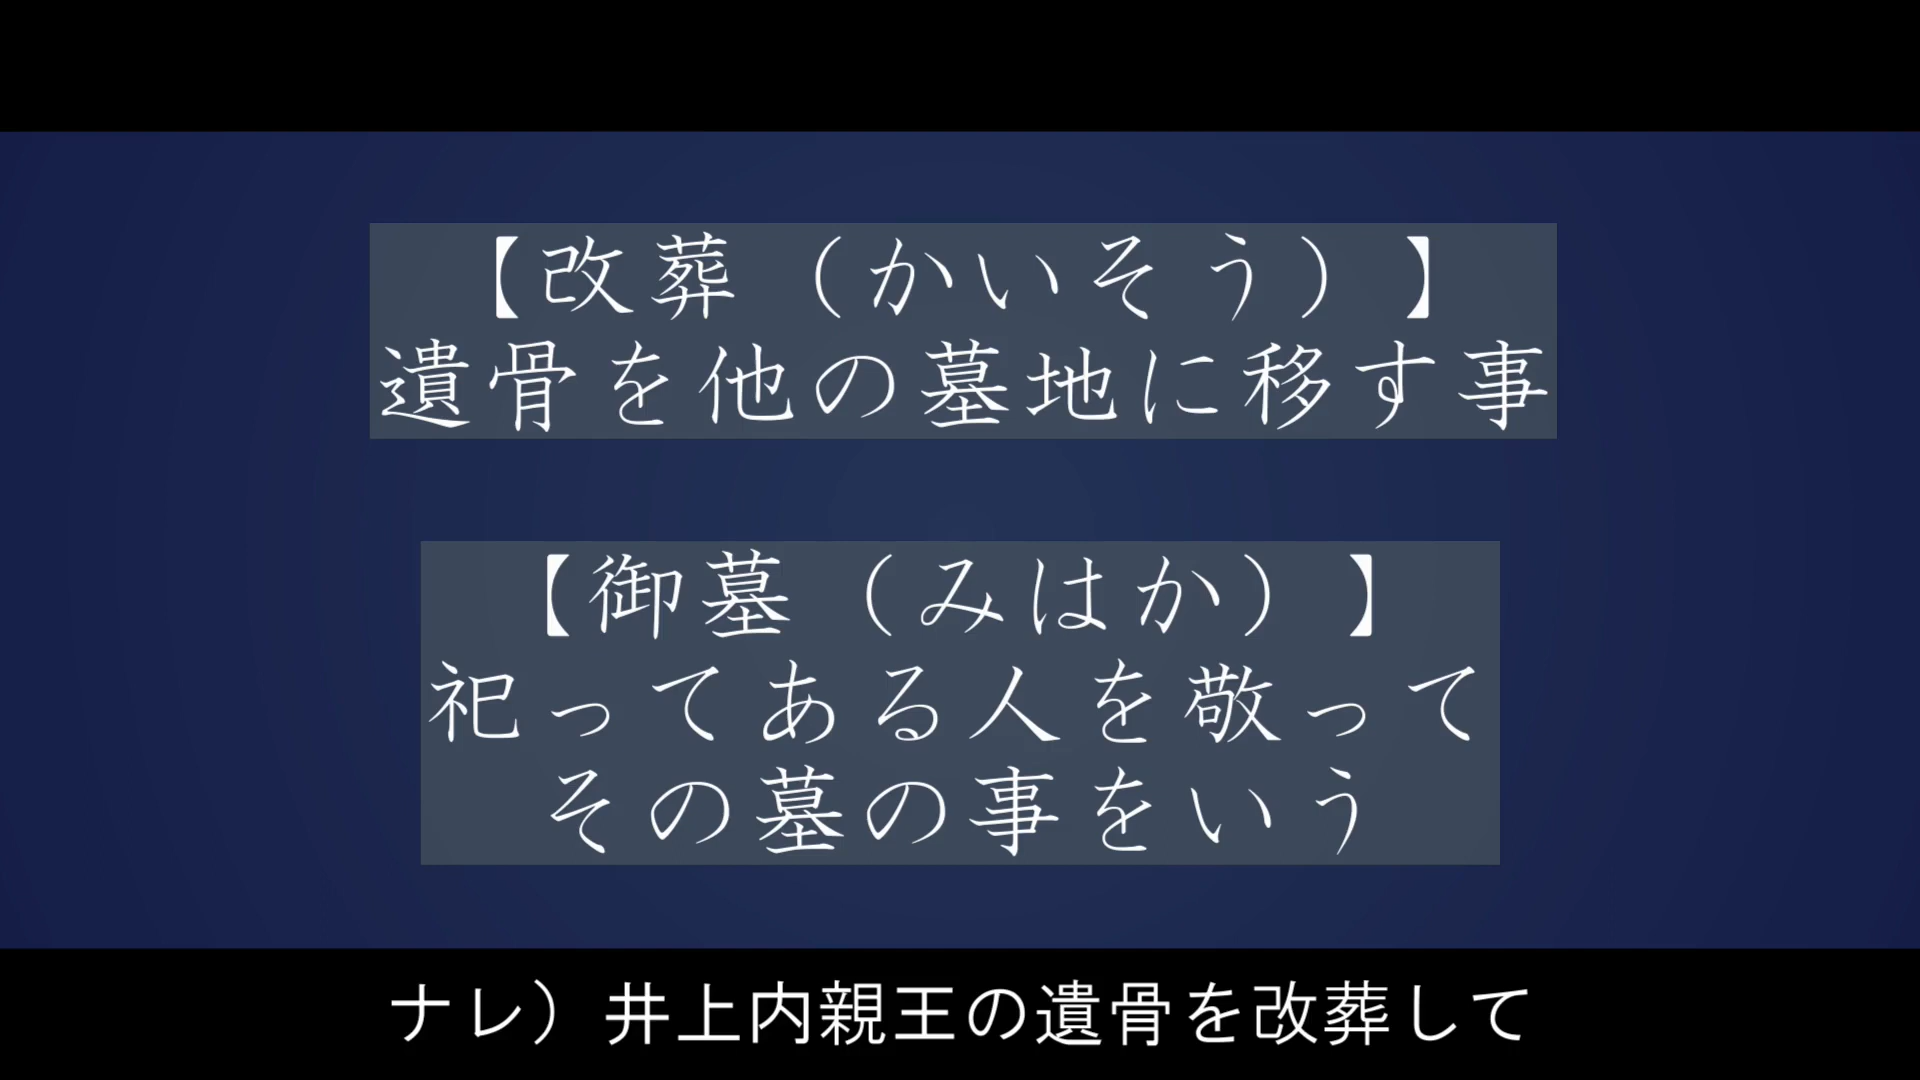 【改葬（かいそう）】
遺骨を他の墓地に移す事
【御墓（みはか）】
祀ってある人を敬って
その墓の事をいう
ナレ）井上内親王の遺骨を改葬して